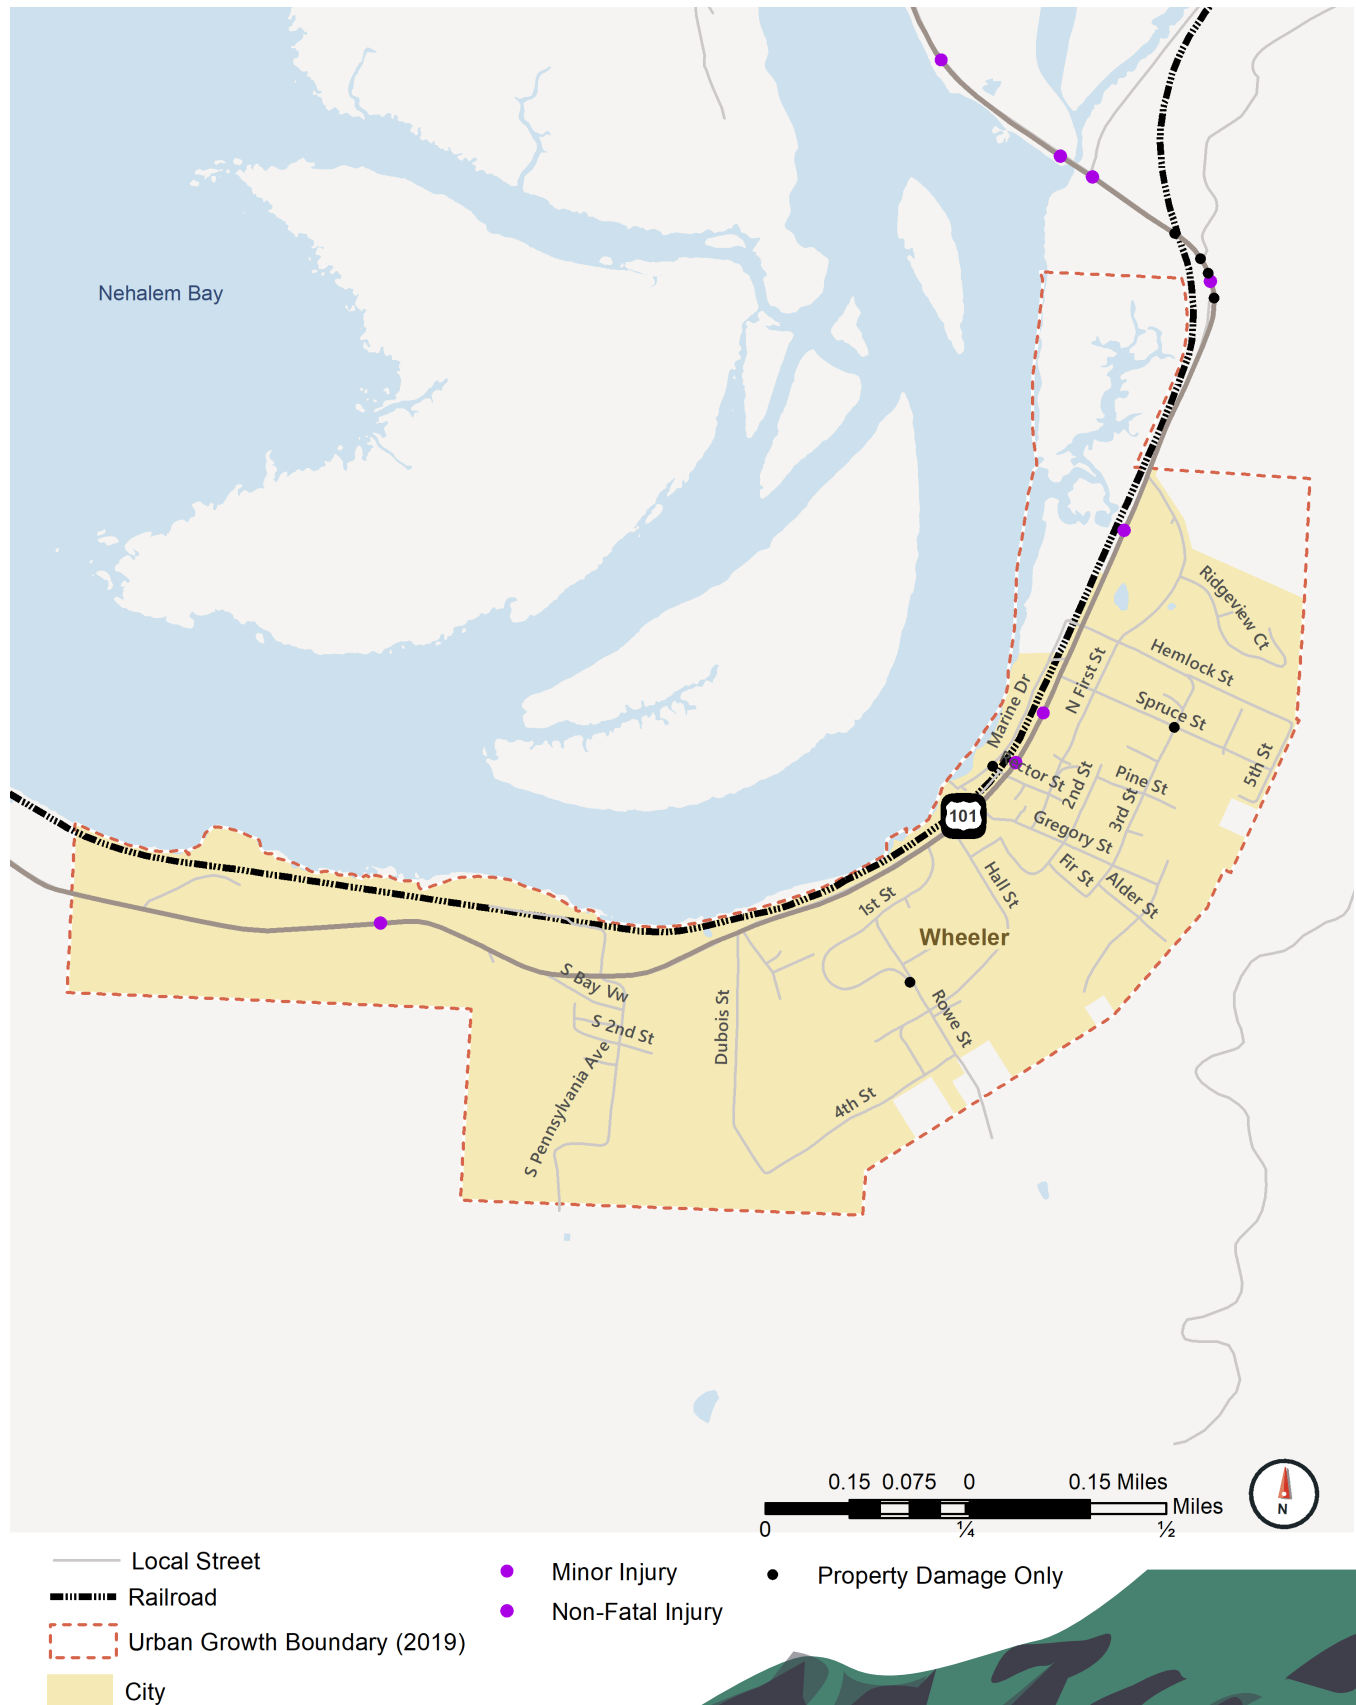 Nehalem Bay
Ridgeview Ct
Hemlock St
N First St
Marine Dr
Spruce St
5th St
ctor St
2nd St
Pine St
3rd St
101
Gregory St
Fir St
Hall St
Alder St
1st St
Wheeler
S Bay Vw
Rowe St
Dubois St
S 2nd St
S Pennsylvania Ave
4th St
0.15 0.075 0 0.15 Miles
Miles
0 ¼ ½
N
Local Street
Railroad
Urban Growth Boundary (2019)
City
Minor Injury
Non-Fatal Injury
Property Damage Only